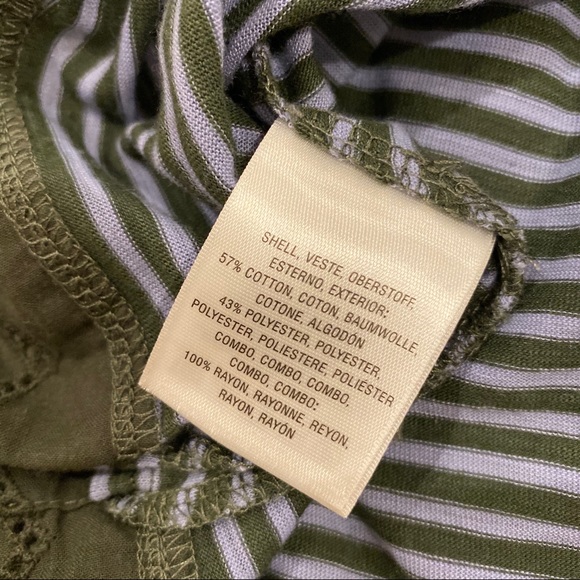 SHELL, VESTE, OBERSTOFF,
ESTERNO, EXTERIOR:
57% COTTON, COTON, BAUMWOLLE,
COTONE, ALGODÓN
43% POLYESTER, POLYESTER,
POLYESTER, POLIESTERE, POLIÉSTER
COMBO, COMBO, COMBO,
COMBO, COMBO:
100% RAYON, RAYONNE, REYON,
RAYON, RAYÓN